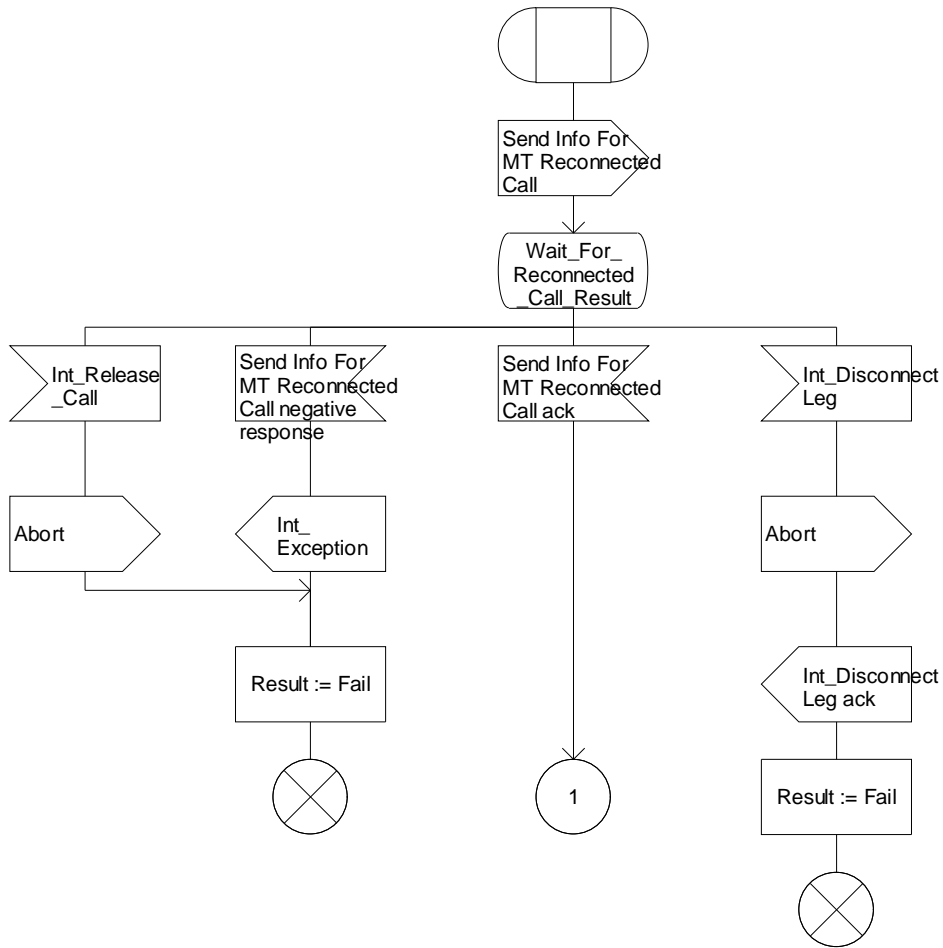 Send Info For
MT Reconnected
Call
Wait_For_
Reconnected
_Call_Result
Int_Release
_Call
Send Info For
MT Reconnected
Call negative
response
Send Info For
MT Reconnected
Call ack
Int_Disconnect
Leg
Abort
Int_
Exception
Abort
Result := Fail
Int_Disconnect
Leg ack
1
Result := Fail